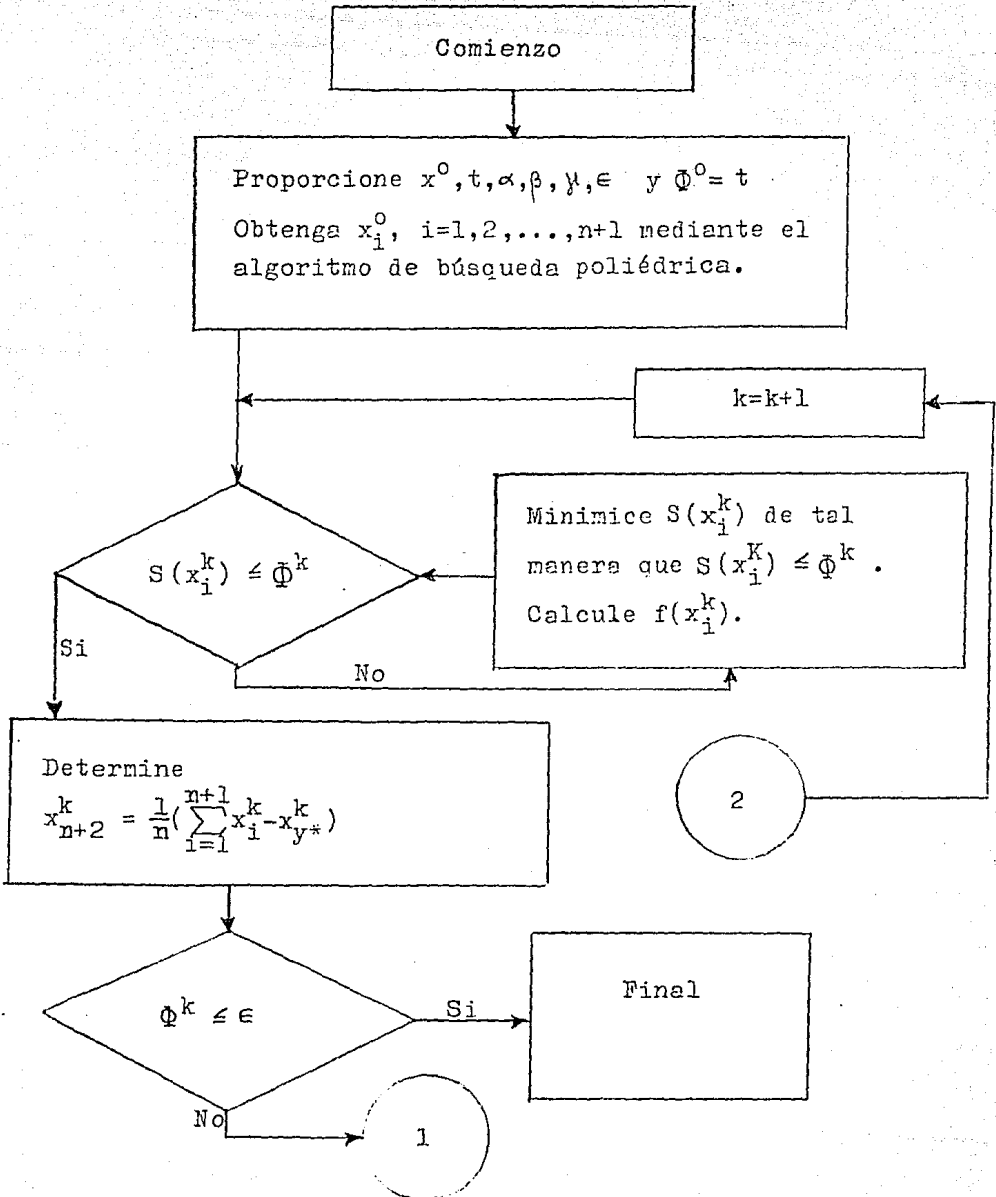 Comienzo
Proporcione x^o,t,α,β,γ,∈ y Φ^o= t
Obtenga x_i^o, i=1,2,...,n+1 mediante el
algoritmo de búsqueda poliédrica.
k=k+1
Minimice S(x_i^k) de tal
manera que S(x_i^K) ≤ Φ^k .
Calcule f(x_i^k).
S(x_i^k) ≤ Φ^k
Si
No
Determine
x_{n+2}^k = 1/n(∑_{i=1}^{n+1} x_i^k-x_{y*}^k)
2
Φ^k ≤ ∈
Si
Final
No
1